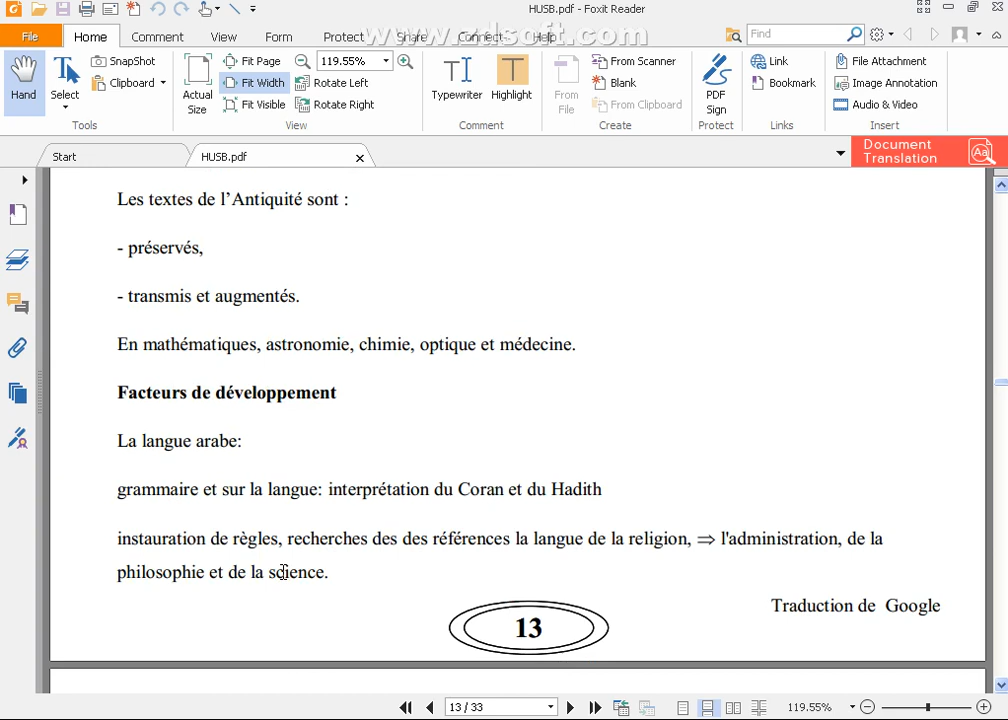 HUSB.pdf - Foxit Reader
www.zdsoft.com
File Home Comment View Form Protect Share Connect Help Find
Hand
Select
SnapShot
Clipboard
Tools
Actual Size
Fit Page
Fit Width
Fit Visible
119.55%
Rotate Left
Rotate Right
View
Typewriter
Highlight
Comment
From File
From Scanner
Blank
From Clipboard
Create
PDF Sign
Protect
Link
Bookmark
Links
File Attachment
Image Annotation
Audio & Video
Insert
Start
HUSB.pdf
Document Translation
Les textes de l'Antiquité sont :
- préservés,
- transmis et augmentés.
En mathématiques, astronomie, chimie, optique et médecine.
Facteurs de développement
La langue arabe:
grammaire et sur la langue: interprétation du Coran et du Hadith
instauration de règles, recherches des des références la langue de la religion, ⇒ l'administration, de la
philosophie et de la science.
Traduction de Google
13
13 / 33
119.55%